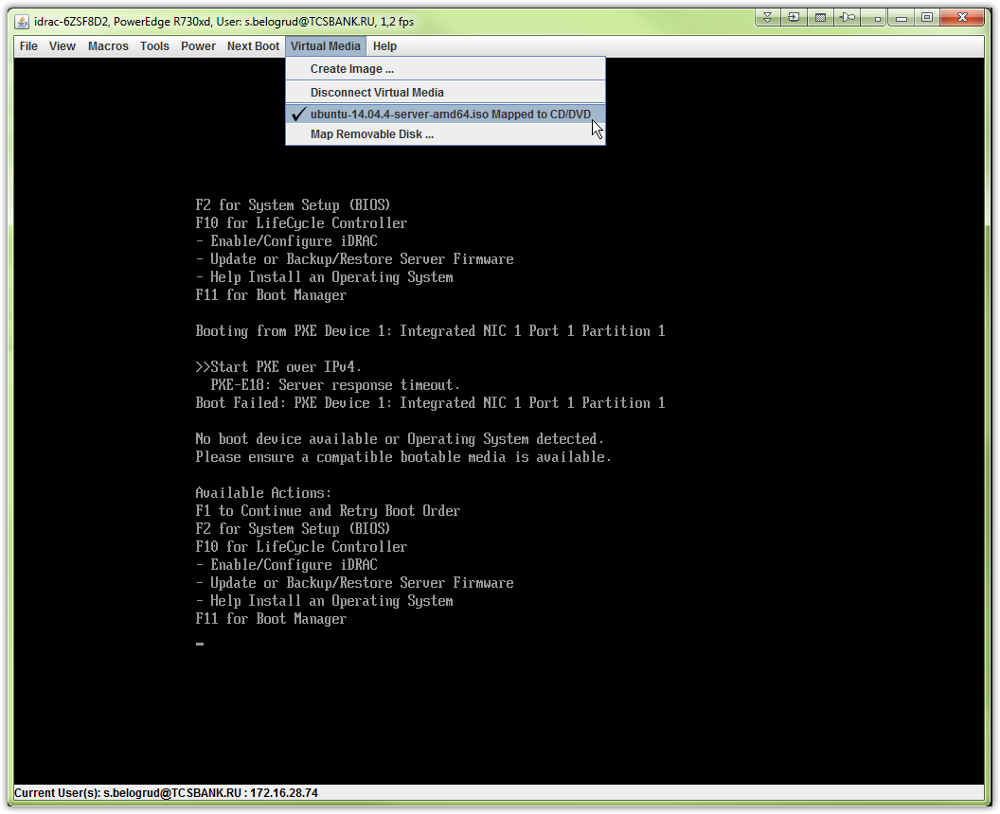 idrac-6ZSF8D2, PowerEdge R730xd, User: s.belogrud@TCSBANK.RU, 1,2 fps
File View Macros Tools Power Next Boot Virtual Media Help
Create Image ...
Disconnect Virtual Media
ubuntu-14.04.4-server-amd64.iso Mapped to CD/DVD
Map Removable Disk ...
F2 for System Setup (BIOS)
F10 for LifeCycle Controller
- Enable/Configure iDRAC
- Update or Backup/Restore Server Firmware
- Help Install an Operating System
F11 for Boot Manager
Booting from PXE Device 1: Integrated NIC 1 Port 1 Partition 1
>>Start PXE over IPv4.
PXE-E18: Server response timeout.
Boot Failed: PXE Device 1: Integrated NIC 1 Port 1 Partition 1
No boot device available or Operating System detected.
Please ensure a compatible bootable media is available.
Available Actions:
F1 to Continue and Retry Boot Order
F2 for System Setup (BIOS)
F10 for LifeCycle Controller
- Enable/Configure iDRAC
- Update or Backup/Restore Server Firmware
- Help Install an Operating System
F11 for Boot Manager
Current User(s): s.belogrud@TCSBANK.RU : 172.16.28.74